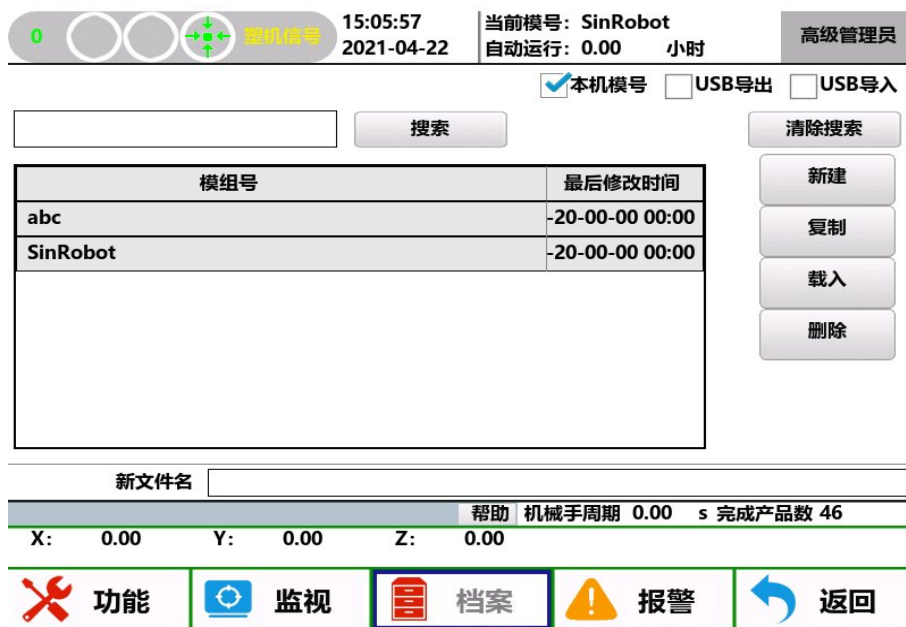 0 塑机信号 15:05:57 当前模号: SinRobot 高级管理员
2021-04-22 自动运行: 0.00 小时
本机模号 USB导出 USB导入
搜索 清除搜索
模组号 最后修改时间 新建
abc -20-00-00 00:00 复制
SinRobot -20-00-00 00:00
载入
删除
新文件名
帮助 机械手周期 0.00 s 完成产品数 46
X: 0.00 Y: 0.00 Z: 0.00
功能 监视 档案 报警 返回